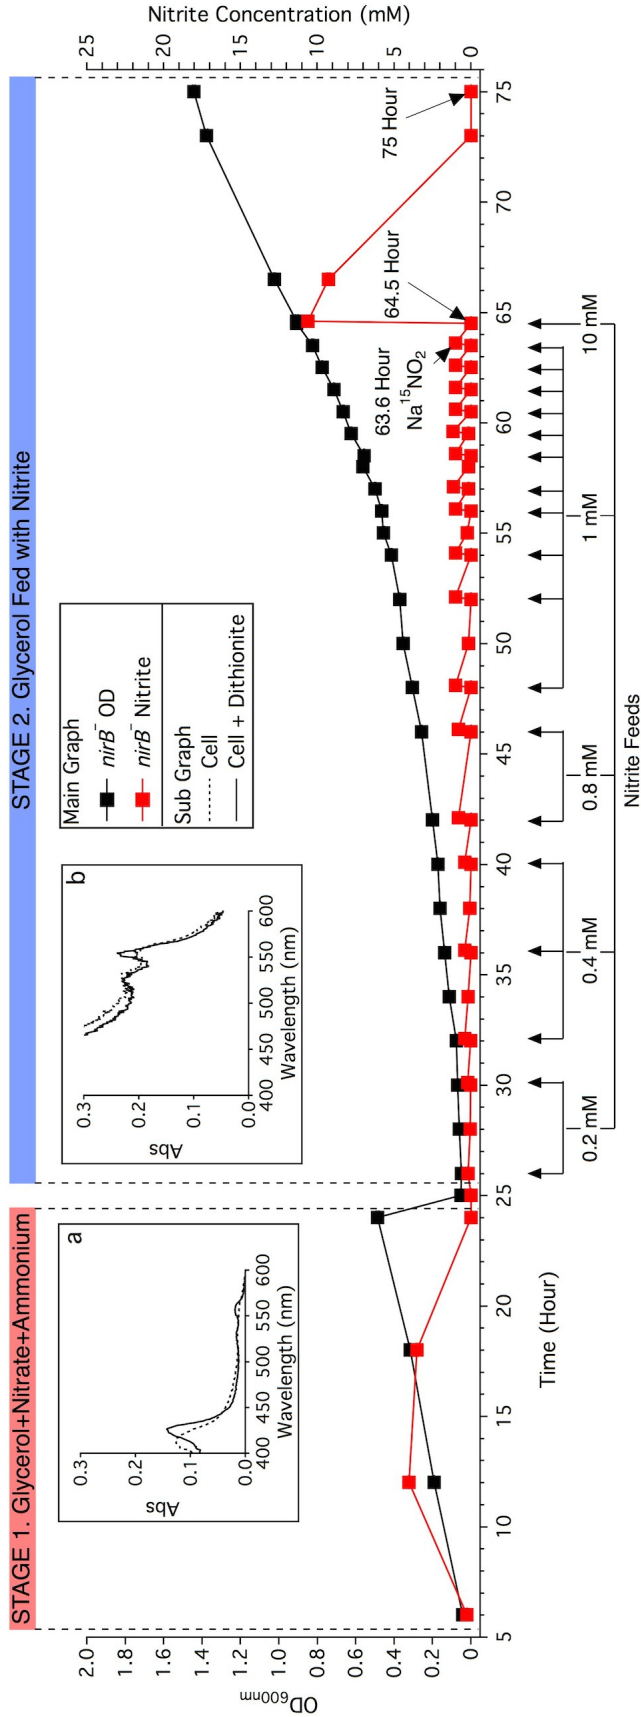 STAGE 1. Glycerol+Nitrate+Ammonium
STAGE 2. Glycerol Fed with Nitrite
a
Abs
0.3
0.2
0.1
0.0
400 450 500 550 600
Wavelength (nm)
b
Abs
0.3
0.2
0.1
0.0
400 450 500 550 600
Wavelength (nm)
Main Graph
nirB⁻ OD
nirB⁻ Nitrite
Sub Graph
Cell
Cell + Dithionite
OD600nm
2.0
1.8
1.6
1.4
1.2
1.0
0.8
0.6
0.4
0.2
0
Nitrite Concentration (mM)
25
20
15
10
5
0
63.6 Hour
Na¹⁵NO₂
64.5 Hour
75 Hour
5 10 15 20 25 30 35 40 45 50 55 60 65 70 75
Time (Hour)
0.2 mM 0.4 mM 0.8 mM 1 mM 10 mM
Nitrite Feeds